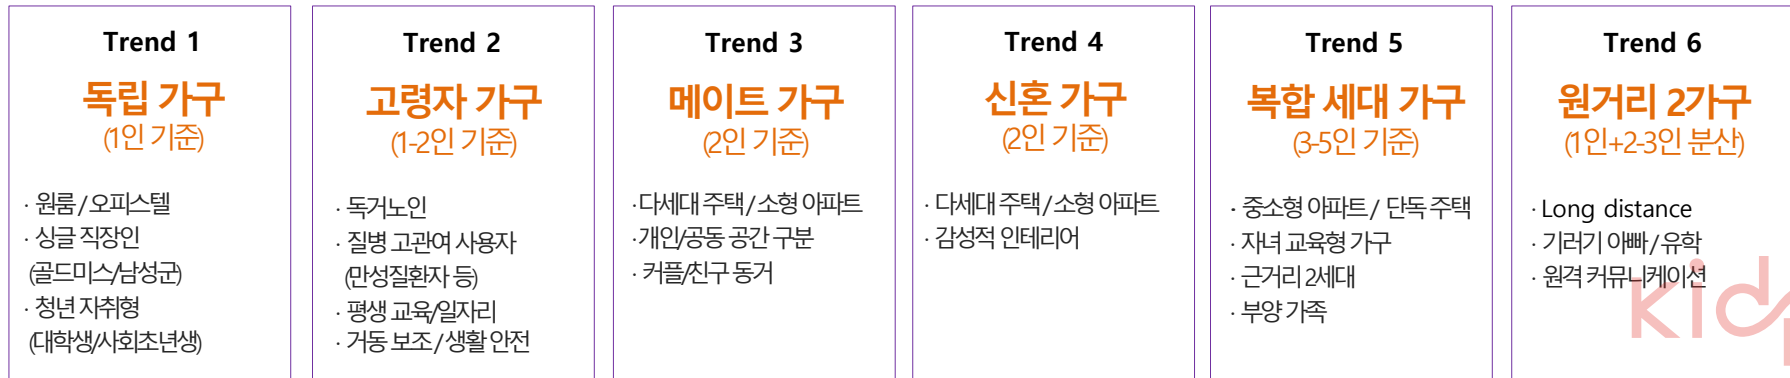 Trend 1
독립 가구
(1인 기준)
· 원룸 / 오피스텔
· 싱글 직장인
(골드미스/남성군)
· 청년 자취형
(대학생/사회초년생)
Trend 2
고령자 가구
(1-2인 기준)
· 독거노인
· 질병 고관여 사용자
(만성질환자 등)
· 평생 교육/일자리
· 거동 보조 / 생활 안전
Trend 3
메이트 가구
(2인 기준)
·다세대 주택 / 소형 아파트
·개인/공동 공간 구분
· 커플/친구 동거
Trend 4
신혼 가구
(2인 기준)
· 다세대 주택 / 소형 아파트
· 감성적 인테리어
Trend 5
복합 세대 가구
(3-5인 기준)
· 중소형 아파트 / 단독 주택
· 자녀 교육형 가구
· 근거리 2세대
· 부양 가족
Trend 6
원거리 2가구
(1인+2-3인 분산)
· Long distance
· 기러기 아빠 / 유학
· 원격 커뮤니케이션